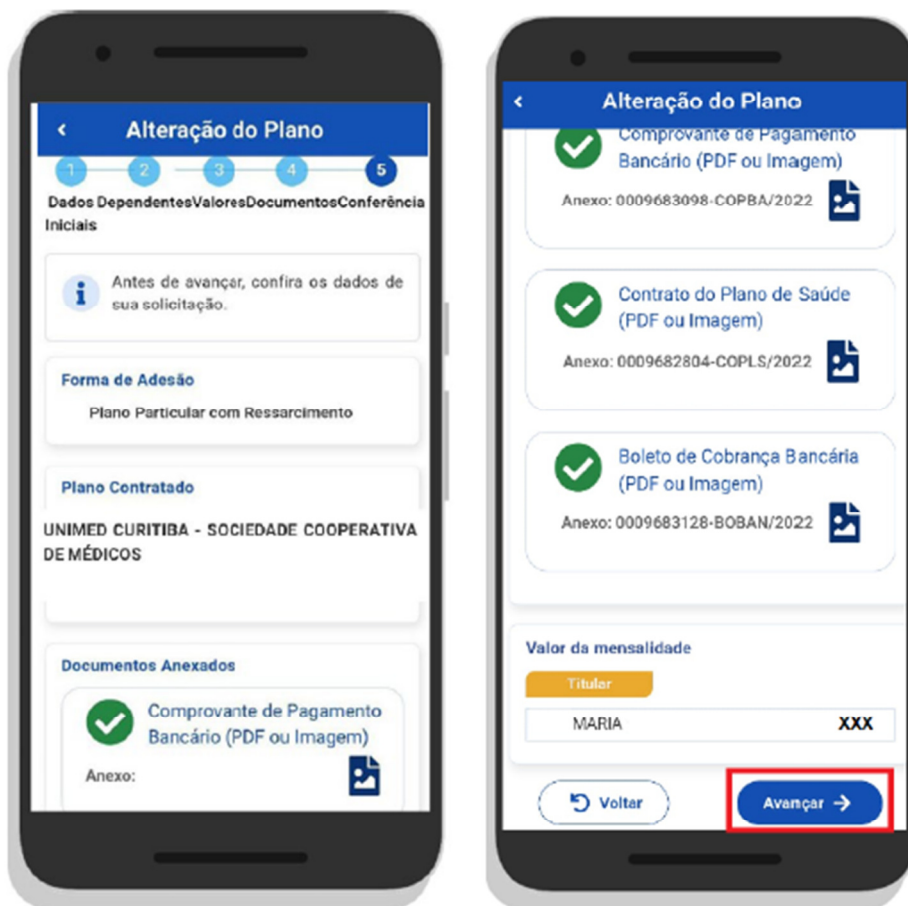 Alteração do Plano
1 2 3 4 5
Dados Dependentes Valores Documentos Conferência
Iniciais
Antes de avançar, confira os dados de
sua solicitação.
Forma de Adesão
Plano Particular com Ressarcimento
Plano Contratado
UNIMED CURITIBA - SOCIEDADE COOPERATIVA
DE MÉDICOS
Documentos Anexados
Comprovante de Pagamento
Bancário (PDF ou Imagem)
Anexo:
Alteração do Plano
Comprovante de Pagamento
Bancário (PDF ou Imagem)
Anexo: 0009683098-COPBA/2022
Contrato do Plano de Saúde
(PDF ou Imagem)
Anexo: 0009682804-COPLS/2022
Boleto de Cobrança Bancária
(PDF ou Imagem)
Anexo: 0009683128-BOBAN/2022
Valor da mensalidade
Titular
MARIA XXX
Voltar Avançar